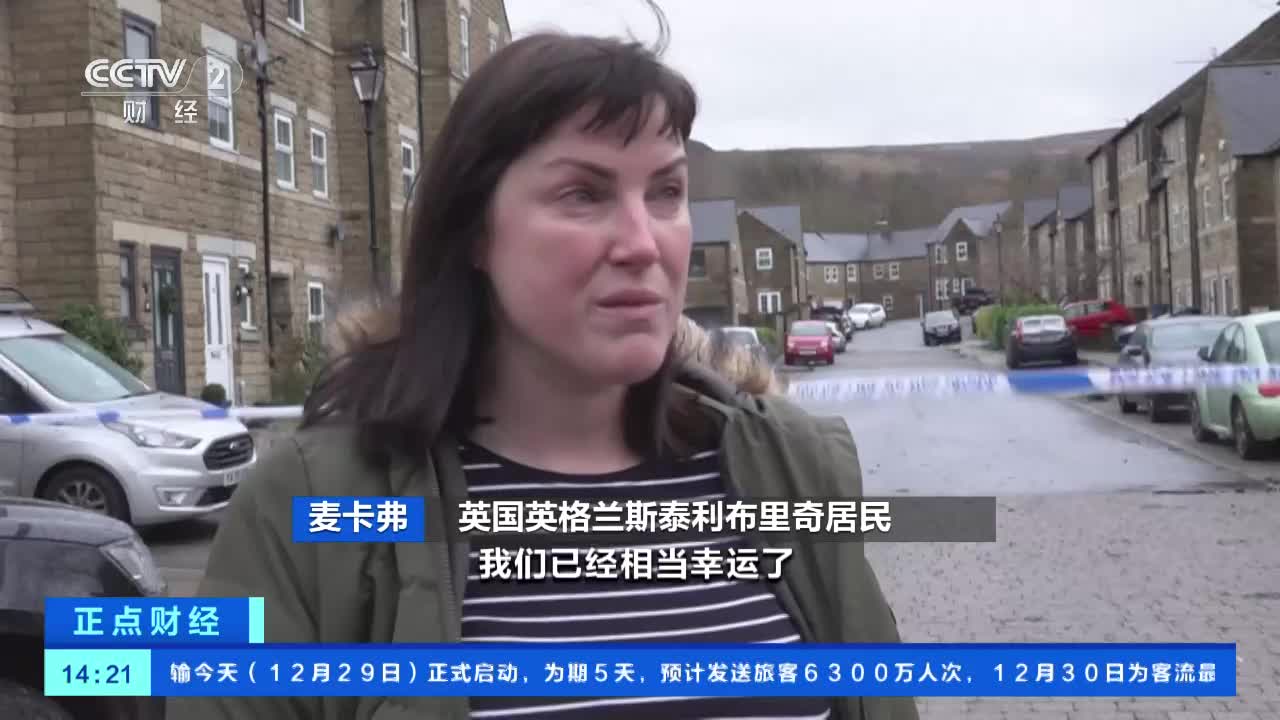 CCTV 2
财经
麦卡弗 英国英格兰斯泰利布里奇居民
我们已经相当幸运了
正点财经
14:21 输今天(12月29日)正式启动,为期5天,预计发送旅客6300万人次,12月30日为客流最